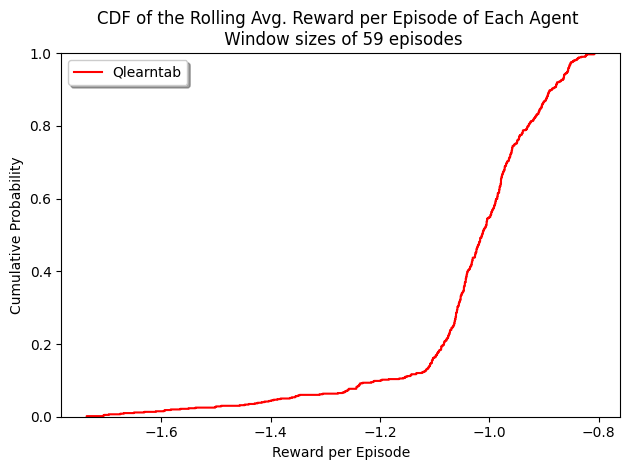 CDF of the Rolling Avg. Reward per Episode of Each Agent
Window sizes of 59 episodes
Qlearntab
Cumulative Probability
1.0
0.8
0.6
0.4
0.2
0.0
−1.6
−1.4
−1.2
−1.0
−0.8
Reward per Episode